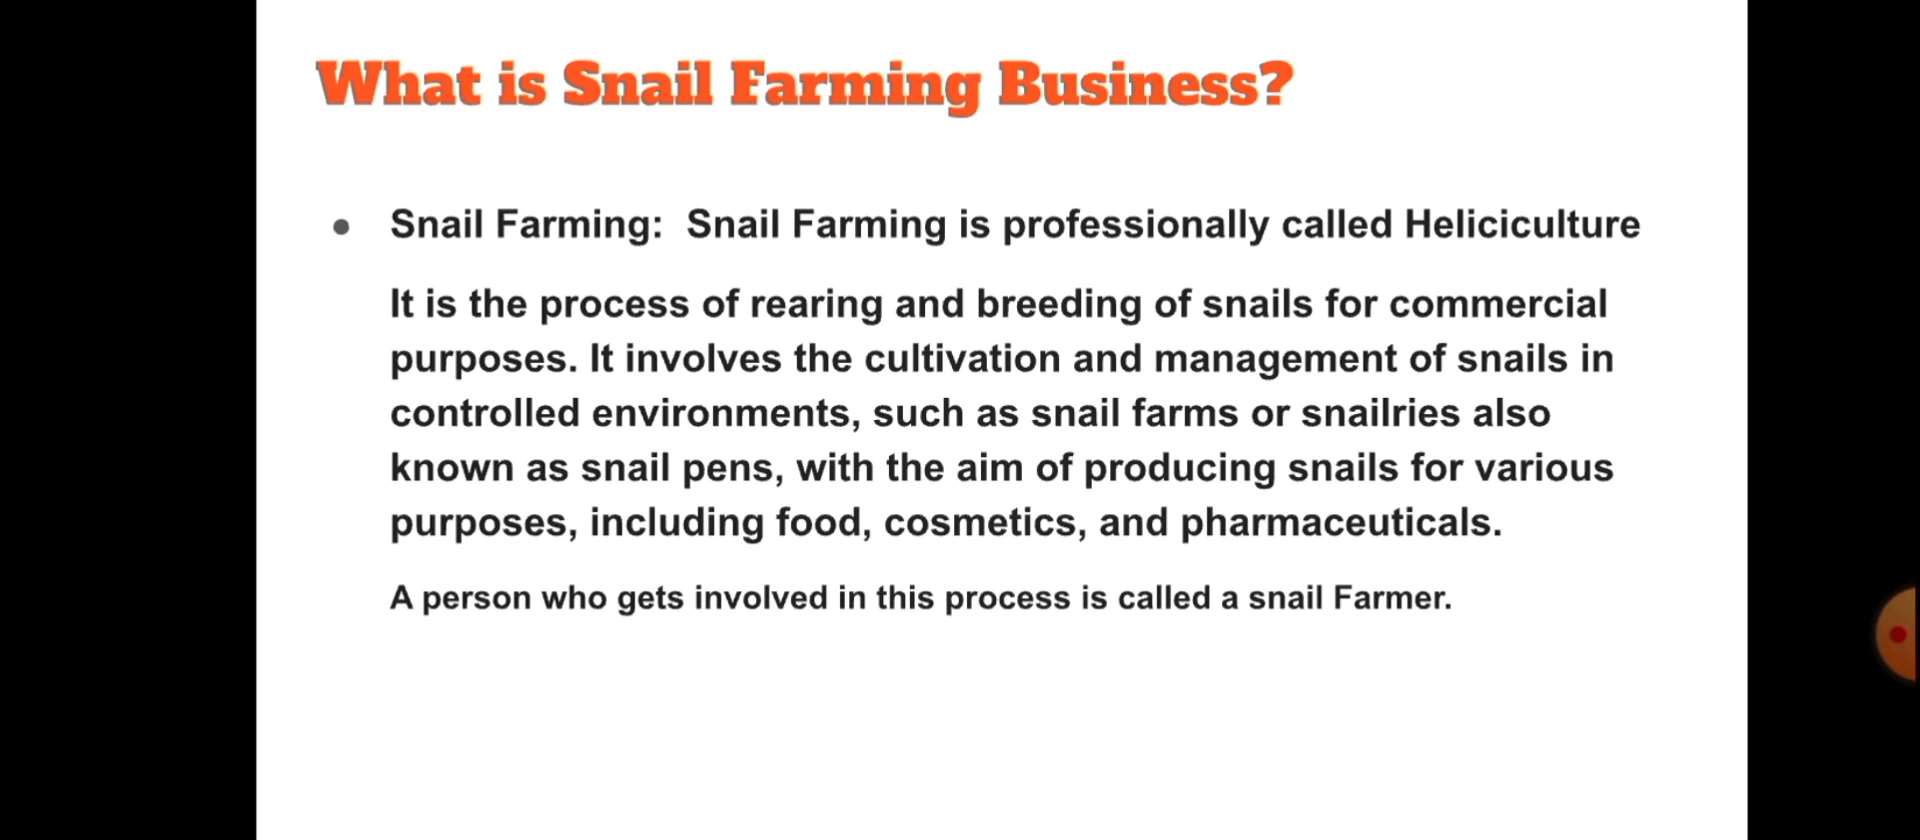 What is Snail Farming Business?
● Snail Farming: Snail Farming is professionally called Heliciculture
It is the process of rearing and breeding of snails for commercial
purposes. It involves the cultivation and management of snails in
controlled environments, such as snail farms or snailries also
known as snail pens, with the aim of producing snails for various
purposes, including food, cosmetics, and pharmaceuticals.
A person who gets involved in this process is called a snail Farmer.